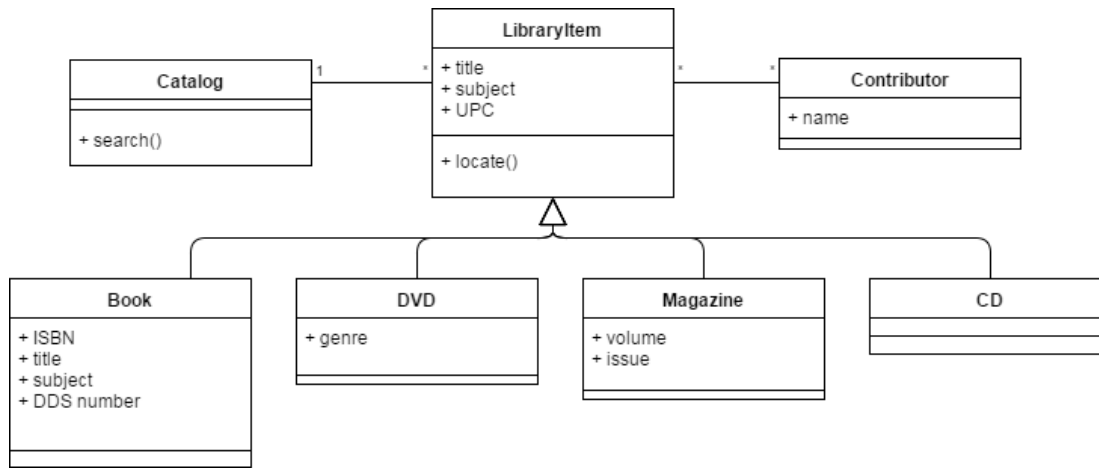 LibraryItem
+ title
+ subject
+ UPC
+ locate()
Catalog
+ search()
1
*
*
*
Contributor
+ name
Book
+ ISBN
+ title
+ subject
+ DDS number
DVD
+ genre
Magazine
+ volume
+ issue
CD